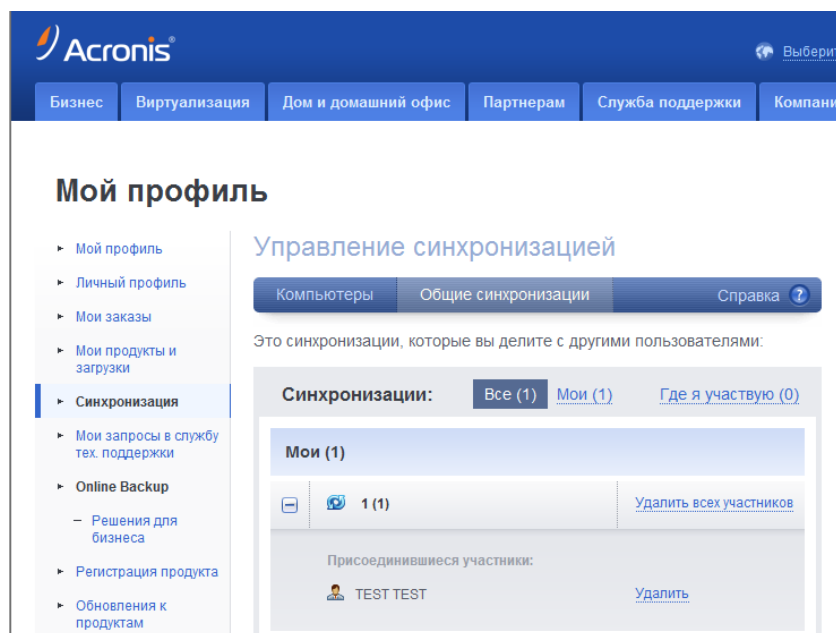 Acronis®
Бизнес Виртуализация Дом и домашний офис Партнерам Служба поддержки
Мой профиль
Мой профиль
Личный профиль
Мои заказы
Мои продукты и
загрузки
Синхронизация
Мои запросы в службу
тех. поддержки
Online Backup
– Решения для
бизнеса
Регистрация продукта
Обновления к
продуктам
Управление синхронизацией
Компьютеры Общие синхронизации Справка ?
Это синхронизации, которые вы делите с другими пользователями:
Синхронизации: Все (1) Мои (1) Где я участвую (0)
Мои (1)
1 (1) Удалить всех участников
Присоединившиеся участники:
TEST TEST Удалить